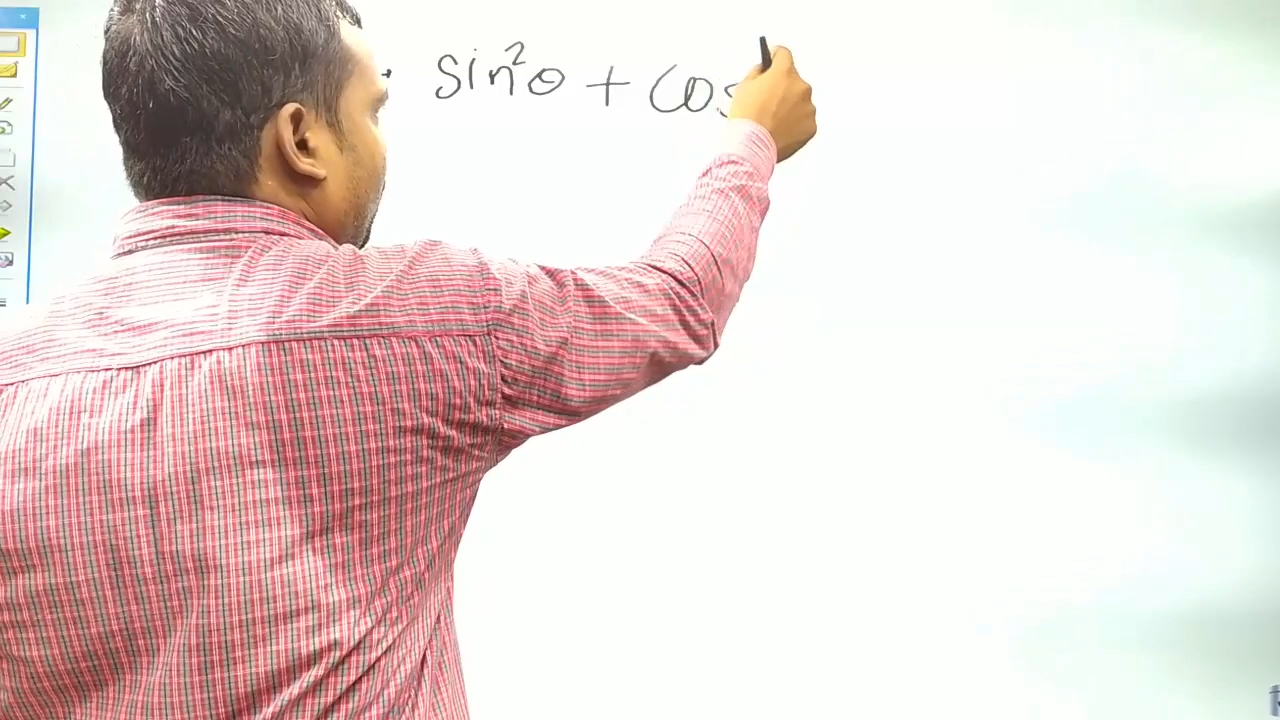 sin²θ + cos